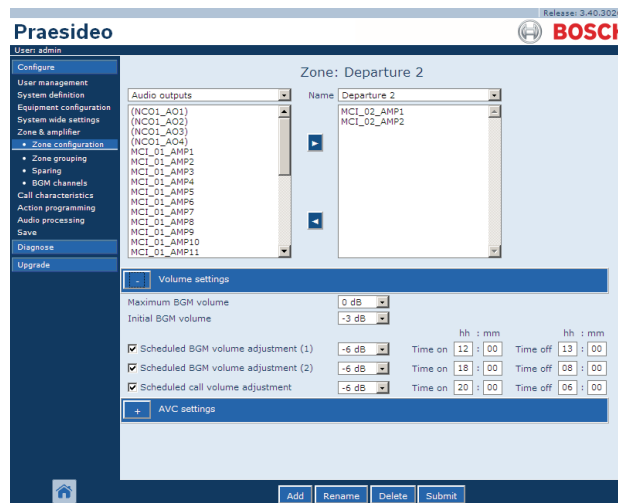 Release: 3.40.302
Praesideo
BOSCH
User: admin
Configure
User management
System definition
Equipment configuration
System wide settings
Zone & amplifier
• Zone configuration
• Zone grouping
• Sparing
• BGM channels
Call characteristics
Action programming
Audio processing
Save
Diagnose
Upgrade
Zone: Departure 2
Audio outputs
Name Departure 2
(NCO1_AO1)
(NCO1_AO2)
(NCO1_AO3)
(NCO1_AO4)
MCI_01_AMP1
MCI_01_AMP2
MCI_01_AMP3
MCI_01_AMP4
MCI_01_AMP5
MCI_01_AMP6
MCI_01_AMP7
MCI_01_AMP8
MCI_01_AMP9
MCI_01_AMP10
MCI_01_AMP11
MCI_02_AMP1
MCI_02_AMP2
- Volume settings
Maximum BGM volume 0 dB
Initial BGM volume -3 dB
hh : mm hh : mm
Scheduled BGM volume adjustment (1) -6 dB Time on 12 : 00 Time off 13 : 00
Scheduled BGM volume adjustment (2) -6 dB Time on 18 : 00 Time off 08 : 00
Scheduled call volume adjustment -6 dB Time on 20 : 00 Time off 06 : 00
+ AVC settings
Add Rename Delete Submit